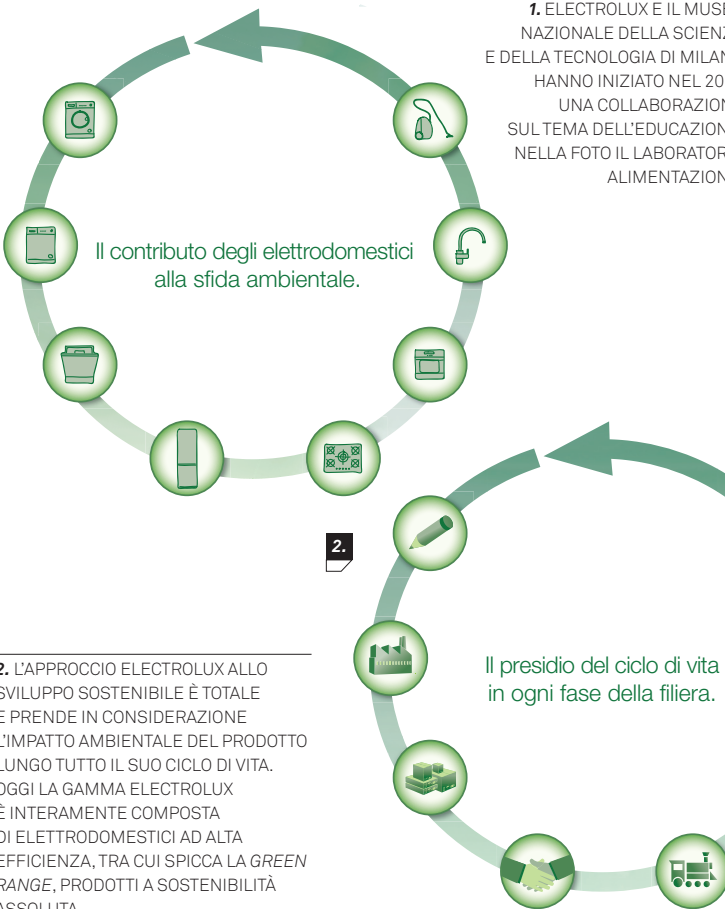 1. ELECTROLUX E IL MUSE
NAZIONALE DELLA SCIENZ
E DELLA TECNOLOGIA DI MILAN
HANNO INIZIATO NEL 20
UNA COLLABORAZION
SUL TEMA DELL'EDUCAZION
NELLA FOTO IL LABORATOR
ALIMENTAZION
Il contributo degli elettrodomestici
alla sfida ambientale.
2.
Il presidio del ciclo di vita
in ogni fase della filiera.
2. L'APPROCCIO ELECTROLUX ALLO
SVILUPPO SOSTENIBILE È TOTALE
E PRENDE IN CONSIDERAZIONE
L'IMPATTO AMBIENTALE DEL PRODOTTO
LUNGO TUTTO IL SUO CICLO DI VITA.
OGGI LA GAMMA ELECTROLUX
È INTERAMENTE COMPOSTA
DI ELETTRODOMESTICI AD ALTA
EFFICIENZA, TRA CUI SPICCA LA GREEN
RANGE, PRODOTTI A SOSTENIBILITÀ
ASSOLUTA